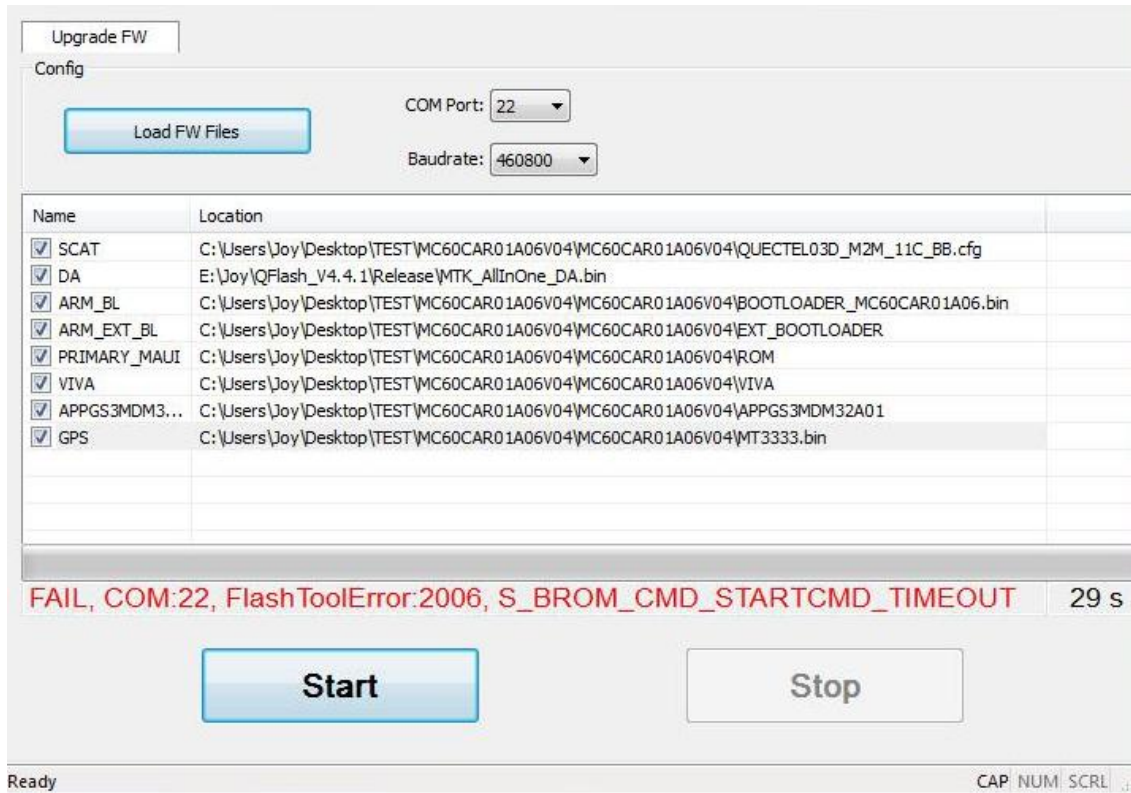 Upgrade FW
Config
Load FW Files
COM Port: 22
Baudrate: 460800
Name Location
SCAT C:\Users\Joy\Desktop\TEST\MC60CAR01A06V04\MC60CAR01A06V04\QUECTEL03D_M2M_11C_BB.cfg
DA E:\Joy\QFlash_V4.4.1\Release\MTK_AllInOne_DA.bin
ARM_BL C:\Users\Joy\Desktop\TEST\MC60CAR01A06V04\MC60CAR01A06V04\BOOTLOADER_MC60CAR01A06.bin
ARM_EXT_BL C:\Users\Joy\Desktop\TEST\MC60CAR01A06V04\MC60CAR01A06V04\EXT_BOOTLOADER
PRIMARY_MAUI C:\Users\Joy\Desktop\TEST\MC60CAR01A06V04\MC60CAR01A06V04\ROM
VIVA C:\Users\Joy\Desktop\TEST\MC60CAR01A06V04\MC60CAR01A06V04\VIVA
APPGS3MDM3... C:\Users\Joy\Desktop\TEST\MC60CAR01A06V04\MC60CAR01A06V04\APPGS3MDM32A01
GPS C:\Users\Joy\Desktop\TEST\MC60CAR01A06V04\MC60CAR01A06V04\MT3333.bin
FAIL, COM:22, FlashToolError:2006, S_BROM_CMD_STARTCMD_TIMEOUT 29 s
Start Stop
Ready CAP NUM SCRL